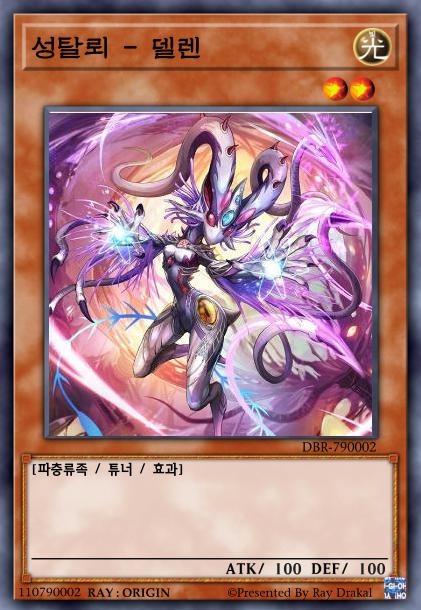 성탈뢰 - 델렌
光
DBR-790002
[파충류족 / 튜너 / 효과]
ATK/ 100 DEF/ 100
110790002 RAY : ORIGIN ©Presented By Ray Drakal